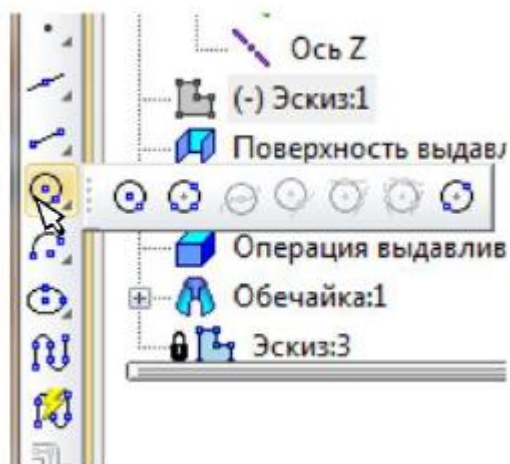 Ось Z
(-) Эскиз:1
Поверхность выдавл
Операция выдавлив
Обечайка:1
Эскиз:3